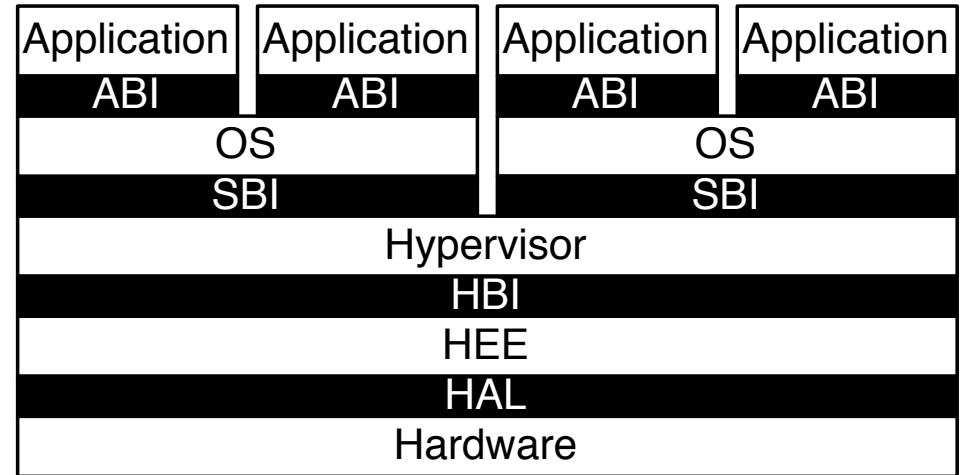 Application Application Application Application
ABI ABI ABI ABI
OS OS
SBI SBI
Hypervisor
HBI
HEE
HAL
Hardware